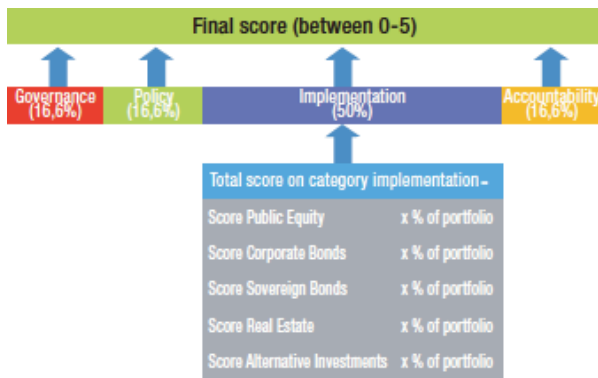 Final score (between 0-5)
Governance Policy Implementation Accountability
(16,6%) (16,6%) (50%) (16,6%)
Total score on category implementation-
Score Public Equity x % of portfolio
Score Corporate Bonds x % of portfolio
Score Sovereign Bonds x % of portfolio
Score Real Estate x % of portfolio
Score Alternative Investments x % of portfolio